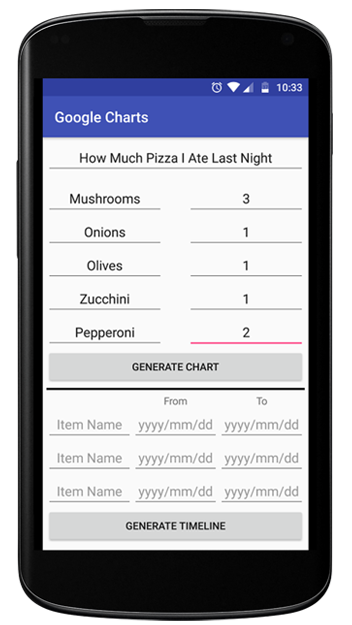 10:33
Google Charts
How Much Pizza I Ate Last Night
Mushrooms 3
Onions 1
Olives 1
Zucchini 1
Pepperoni 2
GENERATE CHART
From To
Item Name yyyy/mm/dd yyyy/mm/dd
Item Name yyyy/mm/dd yyyy/mm/dd
Item Name yyyy/mm/dd yyyy/mm/dd
GENERATE TIMELINE